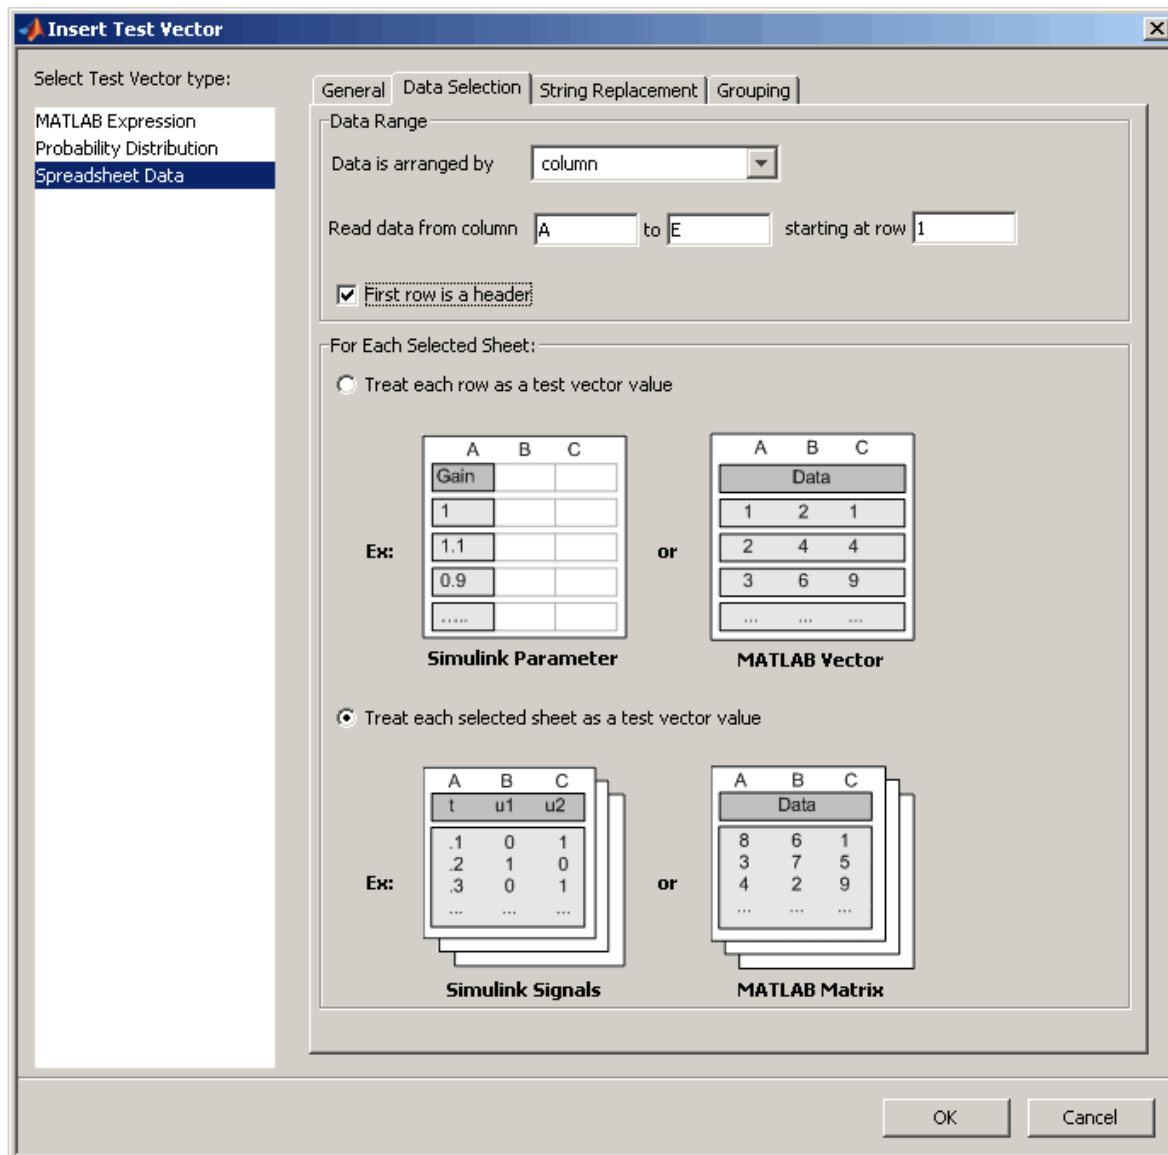 Insert Test Vector
Select Test Vector type:
MATLAB Expression
Probability Distribution
Spreadsheet Data
General Data Selection String Replacement Grouping
Data Range
Data is arranged by column
Read data from column A to E starting at row 1
First row is a header
For Each Selected Sheet:
Treat each row as a test vector value
Ex:
A B C
Gain
1
1.1
0.9
.....
Simulink Parameter
or
A B C
Data
1 2 1
2 4 4
3 6 9
... ... ...
MATLAB Vector
Treat each selected sheet as a test vector value
Ex:
A B C
t u1 u2
.1 0 1
.2 1 0
.3 0 1
... ... ...
Simulink Signals
or
A B C
Data
8 6 1
3 7 5
4 2 9
... ... ...
MATLAB Matrix
OK Cancel